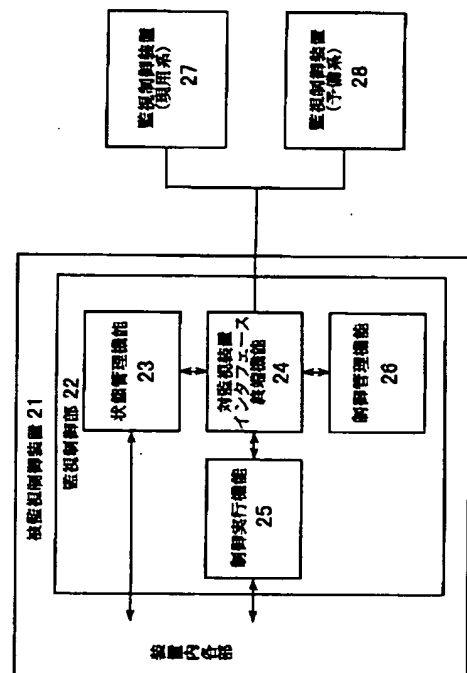 被監視制御装置 21
監視制御部 22
状態管理機能
23
対監視装置
インタフェース
終端機能
24
制御管理機能
26
制御実行機能
25
装置内各部
監視制御装置
(現用系)
27
監視制御装置
(予備系)
28